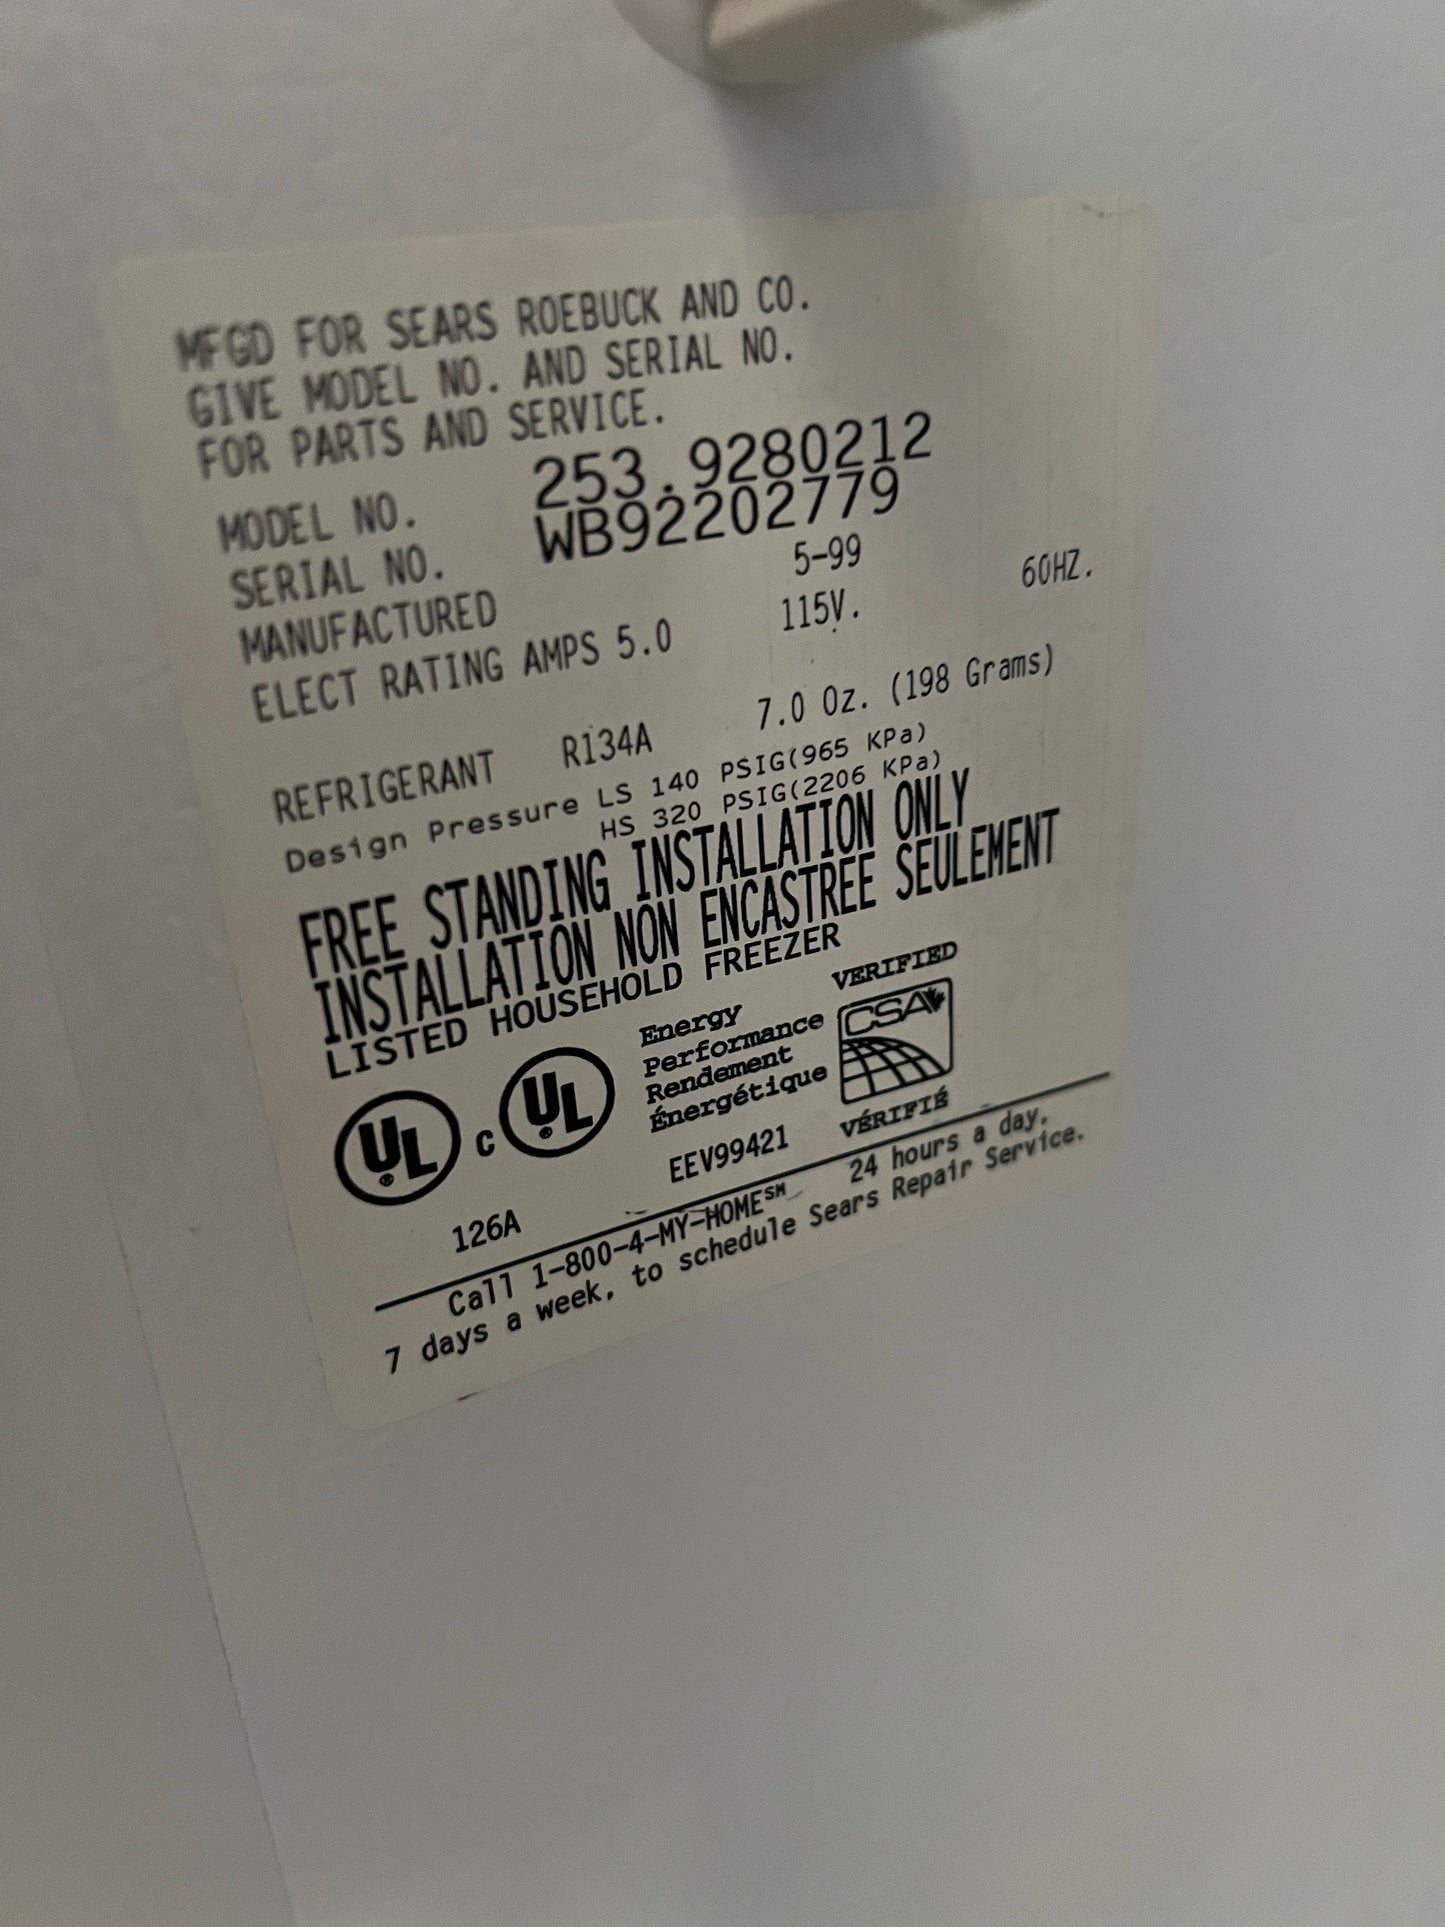 MFGD FOR SEARS ROEBUCK AND CO.
GIVE MODEL NO. AND SERIAL NO.
FOR PARTS AND SERVICE.
MODEL NO. 253.9280212
SERIAL NO. WB92202779
MANUFACTURED 5-99
ELECT RATING AMPS 5.0 115V. 60HZ.
REFRIGERANT R134A 7.0 Oz. (198 Grams)
Design Pressure LS 140 PSIG(965 KPa)
HS 320 PSIG(2206 KPa)
FREE STANDING INSTALLATION ONLY
INSTALLATION NON ENCASTREE SEULEMENT
LISTED HOUSEHOLD FREEZER
UL® C UL®
126A
Energy
Performance
Rendement
Énergétique
EEV99421
VERIFIED
CSA
VÉRIFIÉ
Call 1-800-4-MY-HOME℠ 24 hours a day,
7 days a week, to schedule Sears Repair Service.